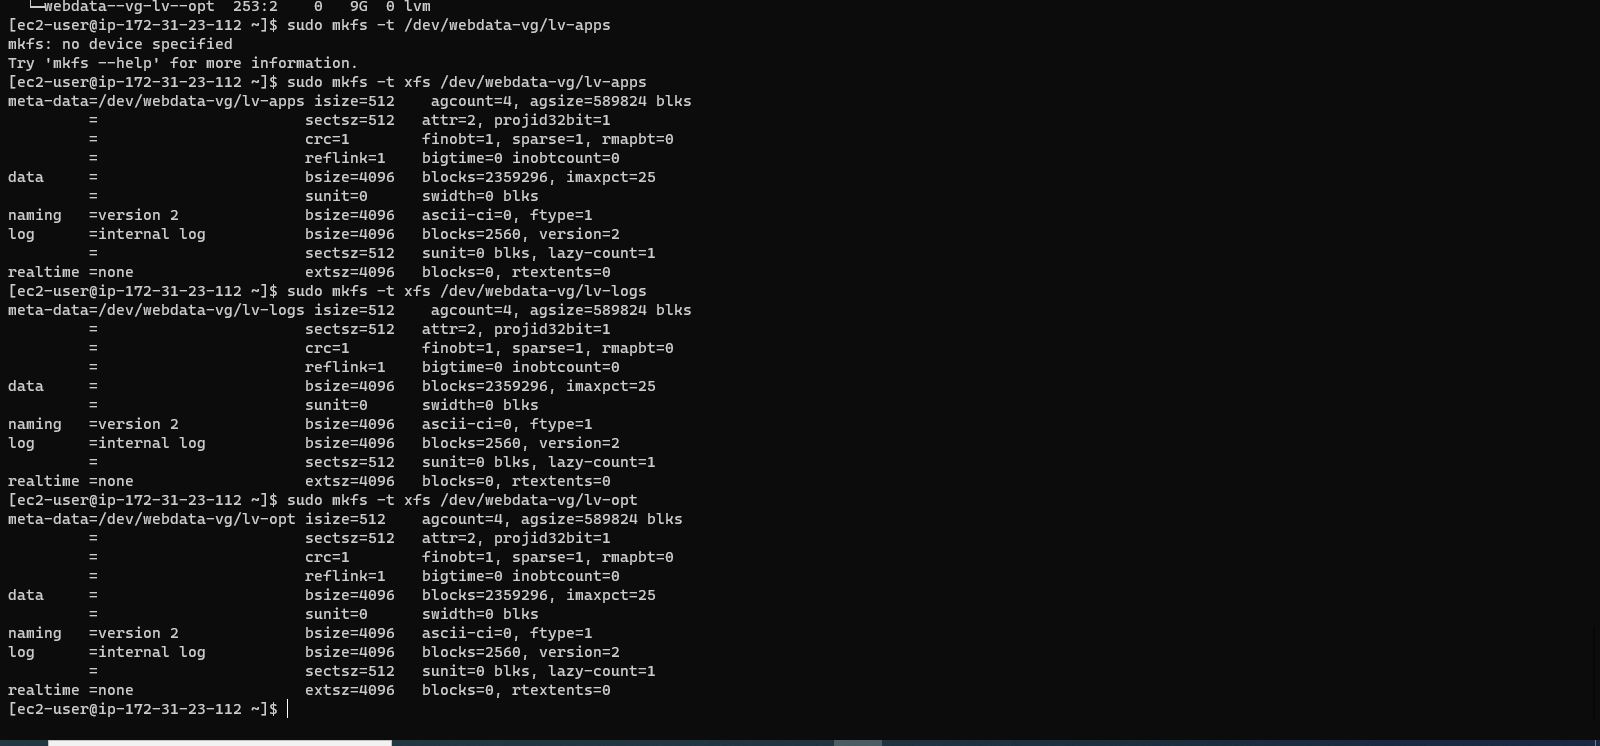 └─webdata--vg-lv--opt  253:2    0   9G  0 lvm
[ec2-user@ip-172-31-23-112 ~]$ sudo mkfs -t /dev/webdata-vg/lv-apps
mkfs: no device specified
Try 'mkfs --help' for more information.
[ec2-user@ip-172-31-23-112 ~]$ sudo mkfs -t xfs /dev/webdata-vg/lv-apps
meta-data=/dev/webdata-vg/lv-apps isize=512    agcount=4, agsize=589824 blks
         =                       sectsz=512   attr=2, projid32bit=1
         =                       crc=1        finobt=1, sparse=1, rmapbt=0
         =                       reflink=1    bigtime=0 inobtcount=0
data     =                       bsize=4096   blocks=2359296, imaxpct=25
         =                       sunit=0      swidth=0 blks
naming   =version 2              bsize=4096   ascii-ci=0, ftype=1
log      =internal log           bsize=4096   blocks=2560, version=2
         =                       sectsz=512   sunit=0 blks, lazy-count=1
realtime =none                   extsz=4096   blocks=0, rtextents=0
[ec2-user@ip-172-31-23-112 ~]$ sudo mkfs -t xfs /dev/webdata-vg/lv-logs
meta-data=/dev/webdata-vg/lv-logs isize=512    agcount=4, agsize=589824 blks
         =                       sectsz=512   attr=2, projid32bit=1
         =                       crc=1        finobt=1, sparse=1, rmapbt=0
         =                       reflink=1    bigtime=0 inobtcount=0
data     =                       bsize=4096   blocks=2359296, imaxpct=25
         =                       sunit=0      swidth=0 blks
naming   =version 2              bsize=4096   ascii-ci=0, ftype=1
log      =internal log           bsize=4096   blocks=2560, version=2
         =                       sectsz=512   sunit=0 blks, lazy-count=1
realtime =none                   extsz=4096   blocks=0, rtextents=0
[ec2-user@ip-172-31-23-112 ~]$ sudo mkfs -t xfs /dev/webdata-vg/lv-opt
meta-data=/dev/webdata-vg/lv-opt isize=512    agcount=4, agsize=589824 blks
         =                       sectsz=512   attr=2, projid32bit=1
         =                       crc=1        finobt=1, sparse=1, rmapbt=0
         =                       reflink=1    bigtime=0 inobtcount=0
data     =                       bsize=4096   blocks=2359296, imaxpct=25
         =                       sunit=0      swidth=0 blks
naming   =version 2              bsize=4096   ascii-ci=0, ftype=1
log      =internal log           bsize=4096   blocks=2560, version=2
         =                       sectsz=512   sunit=0 blks, lazy-count=1
realtime =none                   extsz=4096   blocks=0, rtextents=0
[ec2-user@ip-172-31-23-112 ~]$